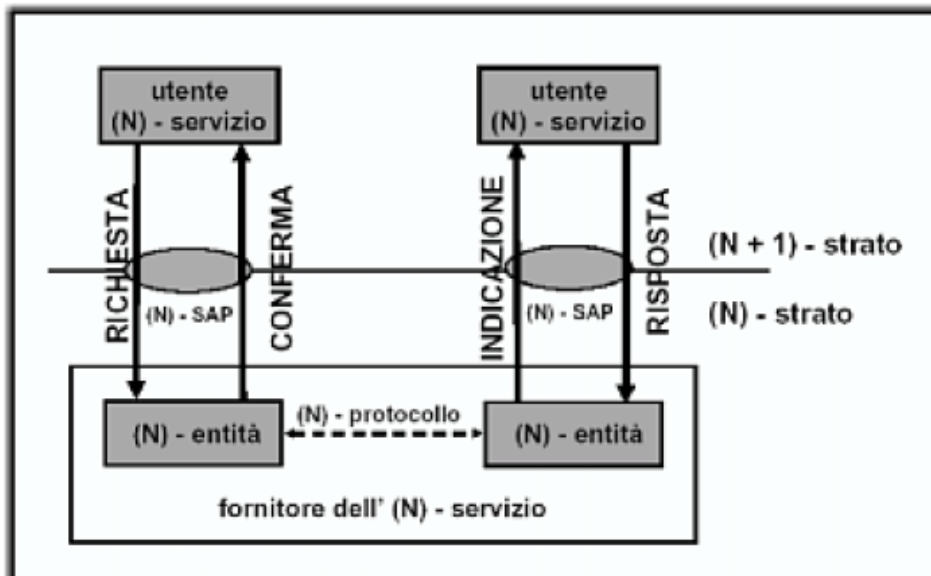 utente
(N) - servizio
utente
(N) - servizio
RICHIESTA
CONFERMA
INDICAZIONE
RISPOSTA
(N + 1) - strato
(N) - SAP
(N) - SAP
(N) - strato
(N) - entità
(N) - protocollo
(N) - entità
fornitore dell' (N) - servizio